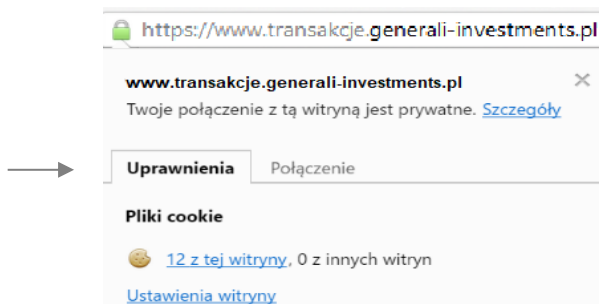 https://www.transakcje.generali-investments.pl
www.transakcje.generali-investments.pl
Twoje połączenie z tą witryną jest prywatne. Szczegóły
Uprawnienia Połączenie
Pliki cookie
12 z tej witryny, 0 z innych witryn
Ustawienia witryny